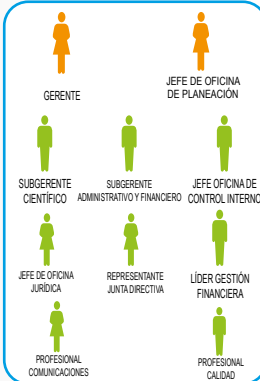 GERENTE
JEFE DE OFICINA
DE PLANEACIÓN
SUBGERENTE
CIENTÍFICO
SUBGERENTE
ADMINISTRATIVO Y FINANCIERO
JEFE OFICINA DE
CONTROL INTERNO
JEFE DE OFICINA
JURÍDICA
REPRESENTANTE
JUNTA DIRECTIVA
LÍDER GESTIÓN
FINANCIERA
PROFESIONAL
COMUNICACIONES
PROFESIONAL
CALIDAD